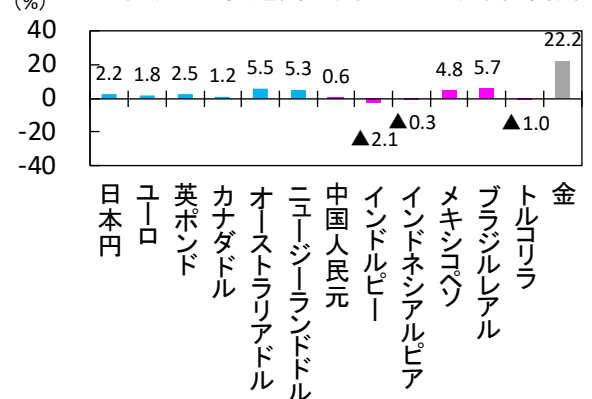 (%)
40
20
0
-20
-40
2.2
1.8
2.5
1.2
5.5
5.3
0.6
▲2.1
▲0.3
4.8
5.7
▲1.0
22.2
日本円
ユーロ
英ポンド
カナダドル
オーストラリアドル
ニュージーランドドル
中国人民元
インドルピー
インドネシアルピア
メキシコペソ
ブラジルレアル
トルコリラ
金